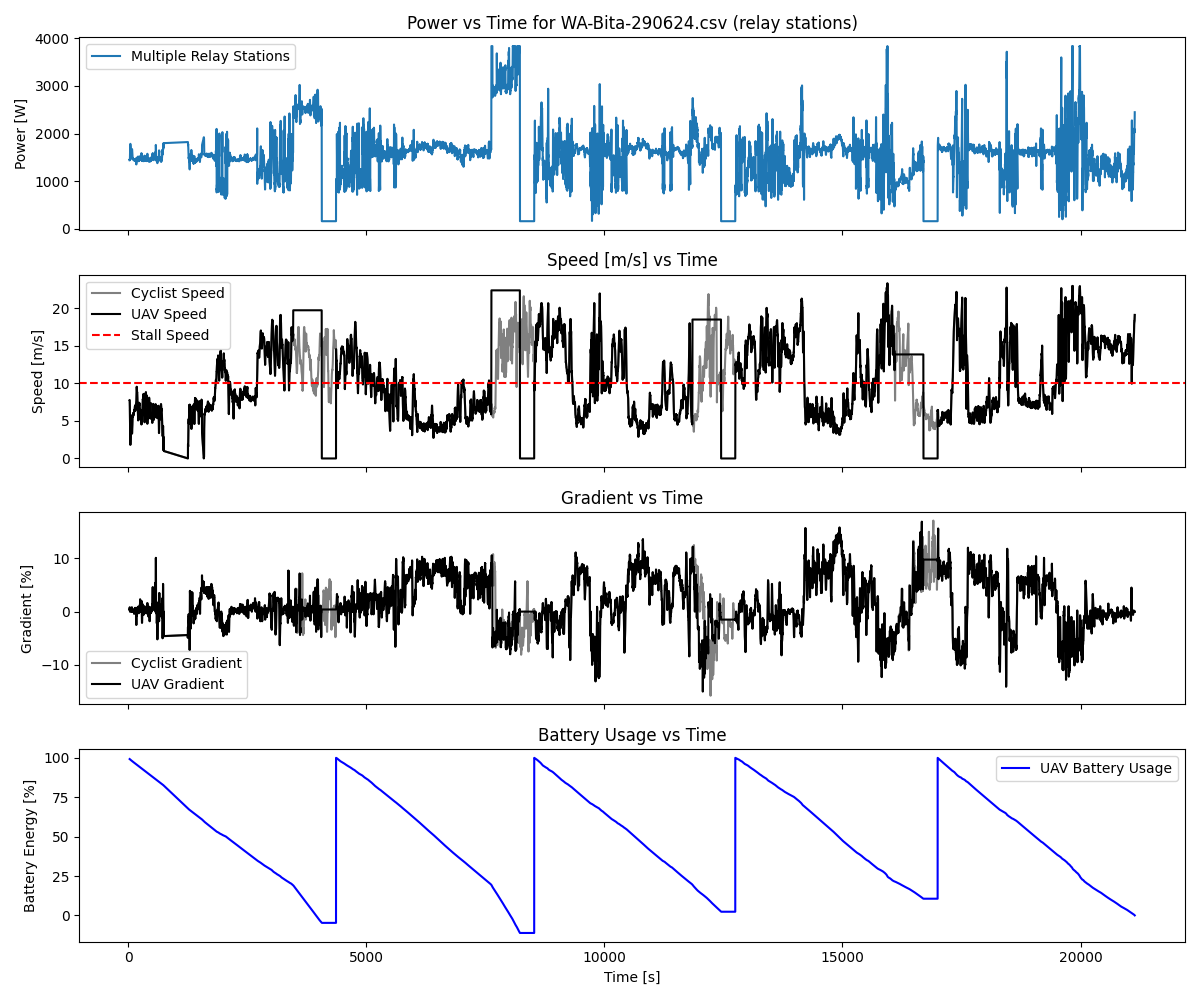 Power vs Time for WA-Bita-290624.csv (relay stations)
Power [W]
4000
3000
2000
1000
0
Multiple Relay Stations
Speed [m/s] vs Time
Speed [m/s]
20
15
10
5
0
Cyclist Speed
UAV Speed
Stall Speed
Gradient vs Time
Gradient [%]
10
0
−10
Cyclist Gradient
UAV Gradient
Battery Usage vs Time
Battery Energy [%]
100
75
50
25
0
UAV Battery Usage
0 5000 10000 15000 20000
Time [s]